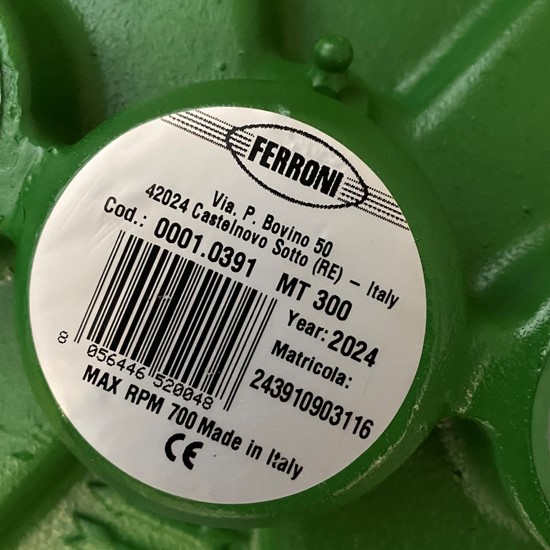 FERRONI
Via. P. Bovino 50
42024 Castelnovo Sotto (RE) - Italy
Cod.: 0001.0391 MT 300
Year: 2024
Matricola:
243910903116
8 056446 520048
MAX RPM 700 Made in Italy
CE